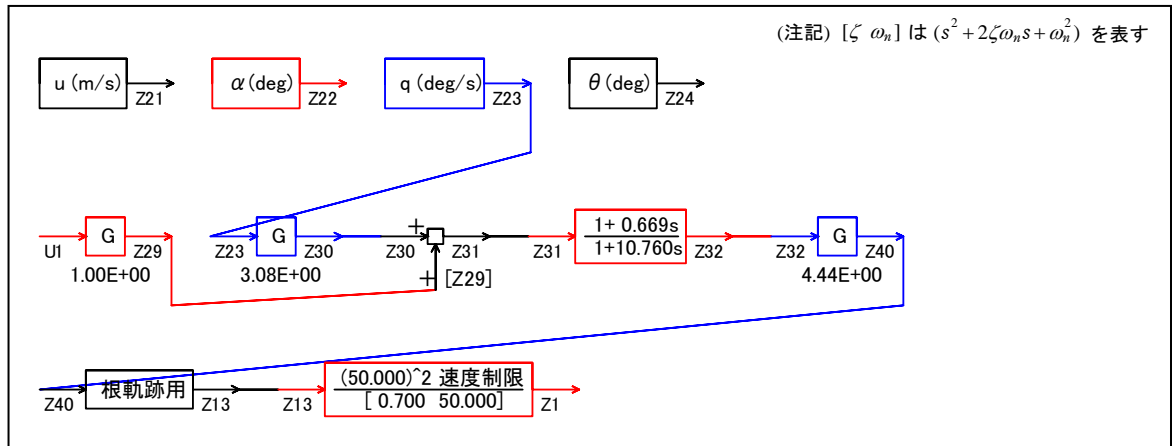 (注記) [ζ ωn] は (s^2+2ζωns+ωn^2) を表す
u (m/s) α (deg) q (deg/s) θ (deg)
Z21 Z22 Z23 Z24
G G + 1+ 0.669s G
1+10.760s
U1 Z29 Z23 Z30 Z30 Z31 Z31 Z32 Z32 Z40
1.00E+00 3.08E+00 + [Z29] 4.44E+00
根軌跡用 (50.000)^2 速度制限
[ 0.700 50.000]
Z40 Z13 Z13 Z1